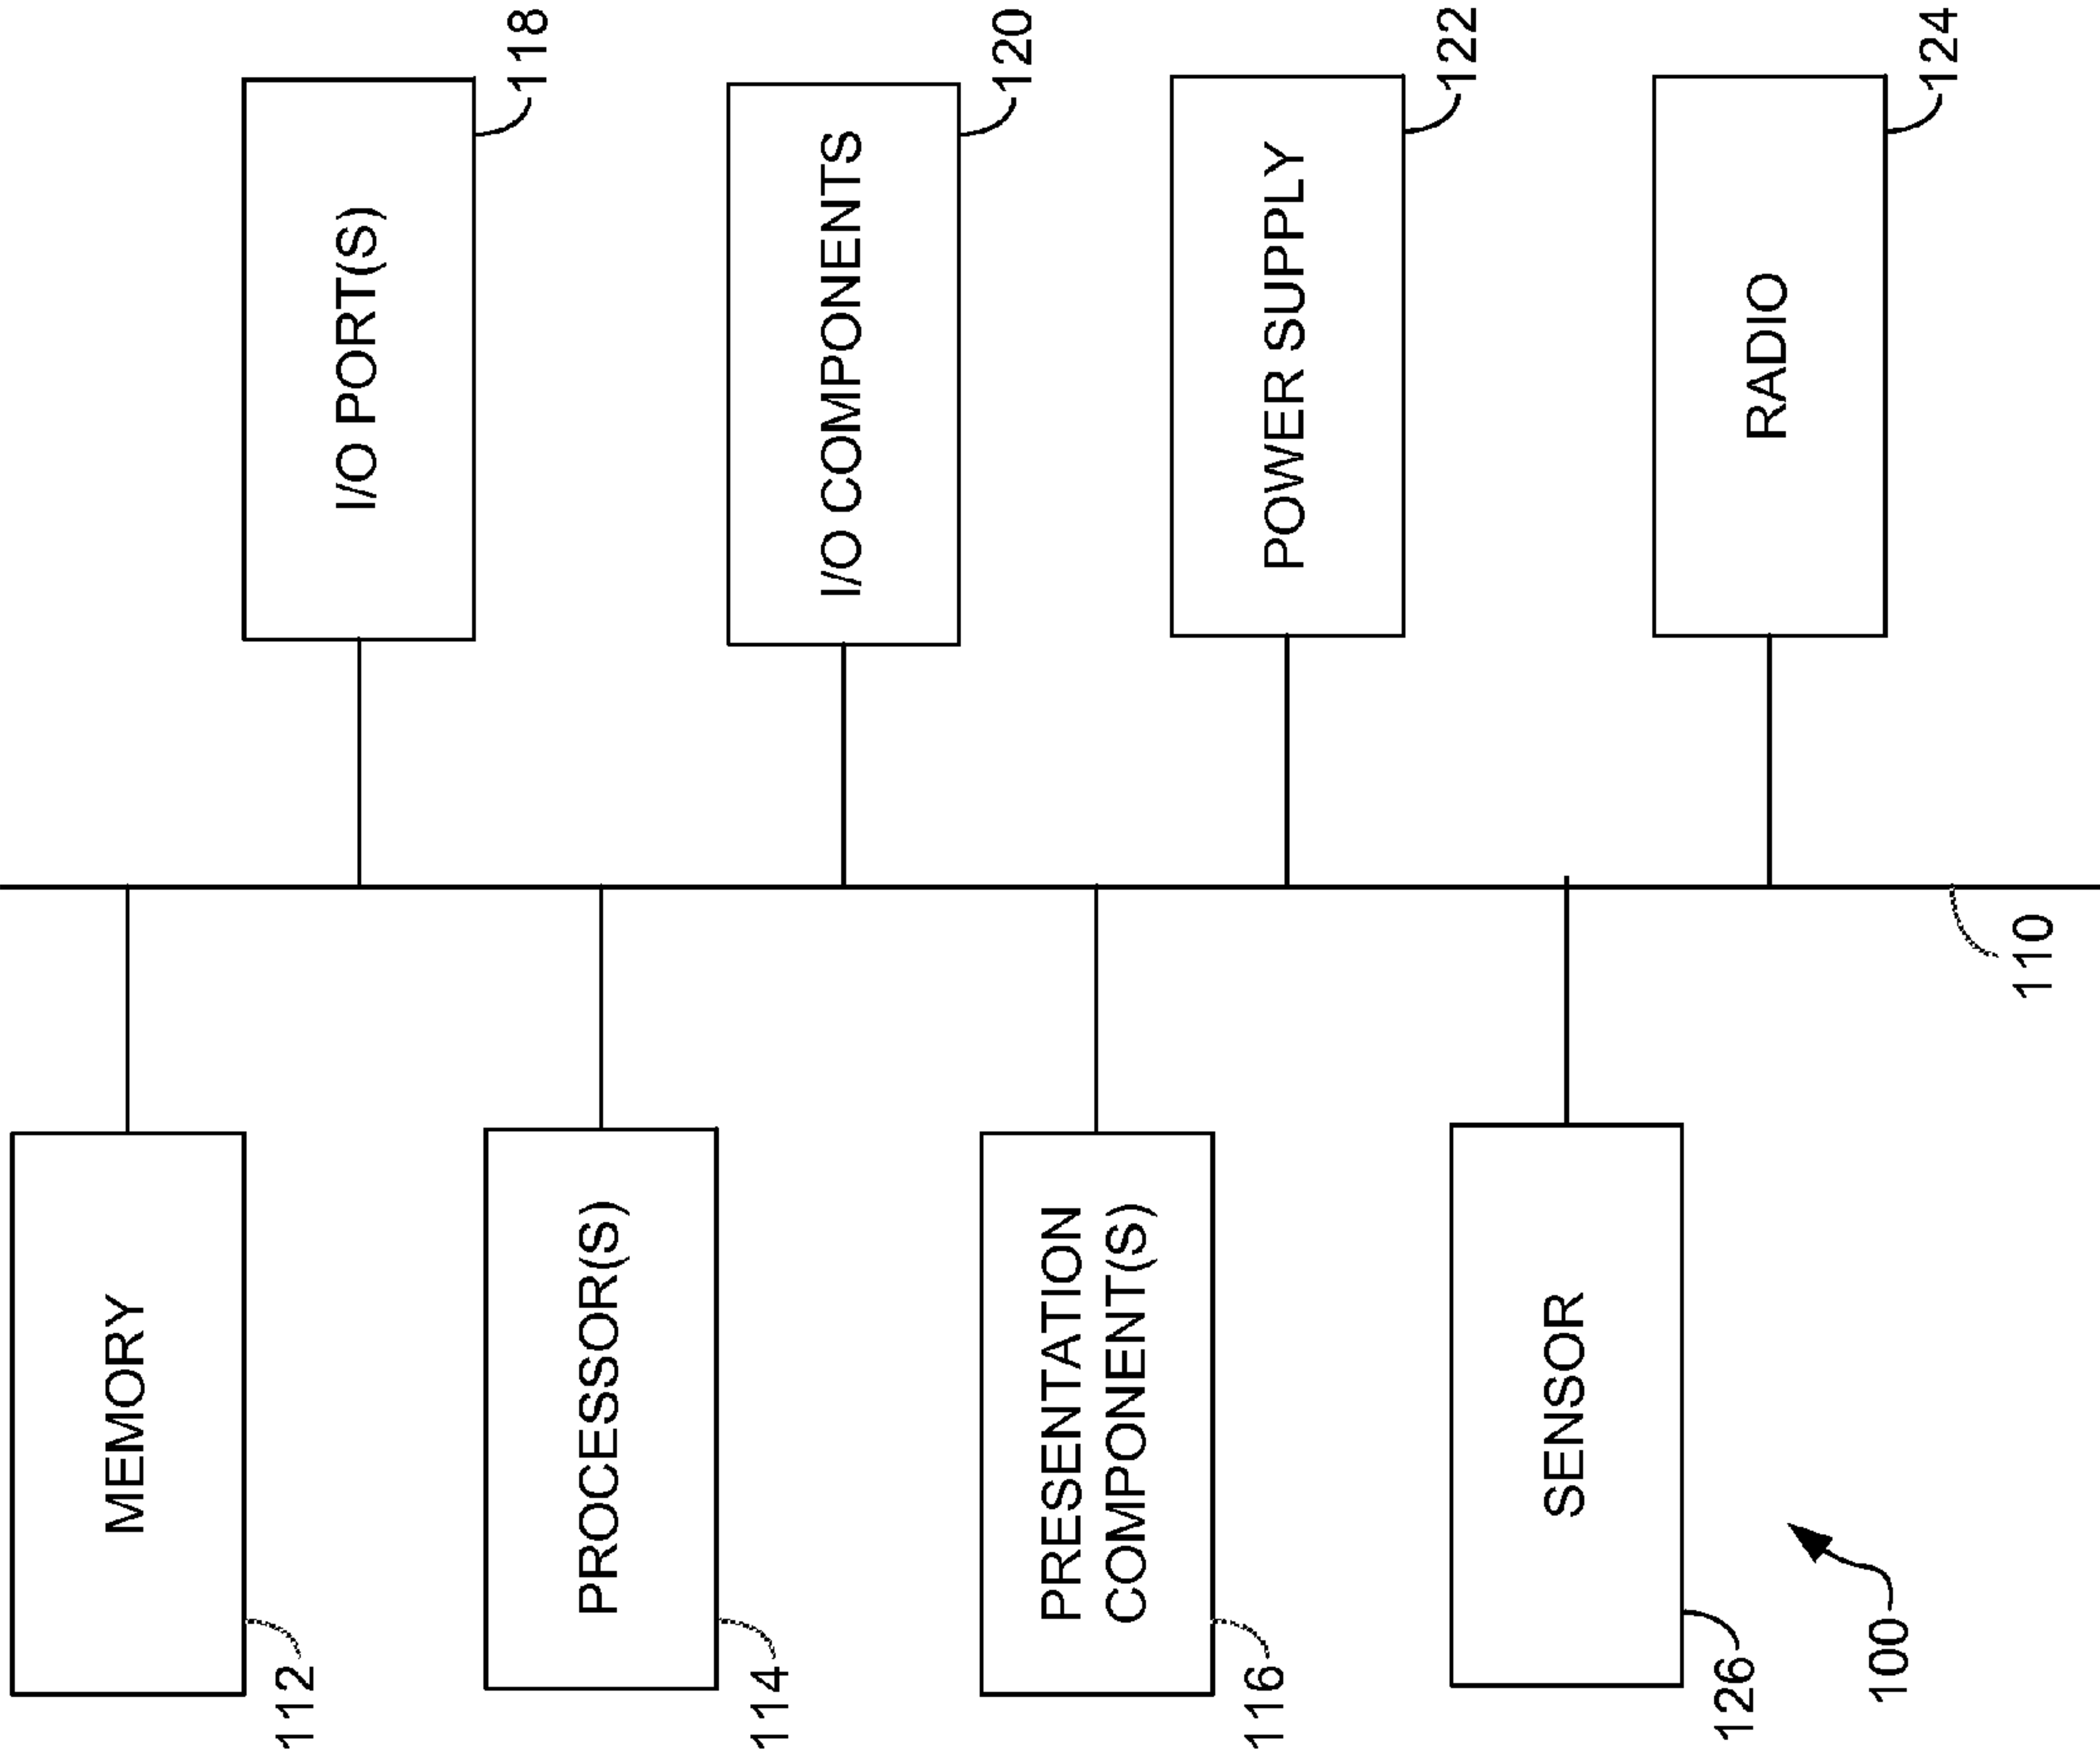 MEMORY
112
PROCESSOR(S)
114
PRESENTATION
COMPONENT(S)
116
SENSOR
126
100
I/O PORT(S)
118
I/O COMPONENTS
120
POWER SUPPLY
122
RADIO
124
110